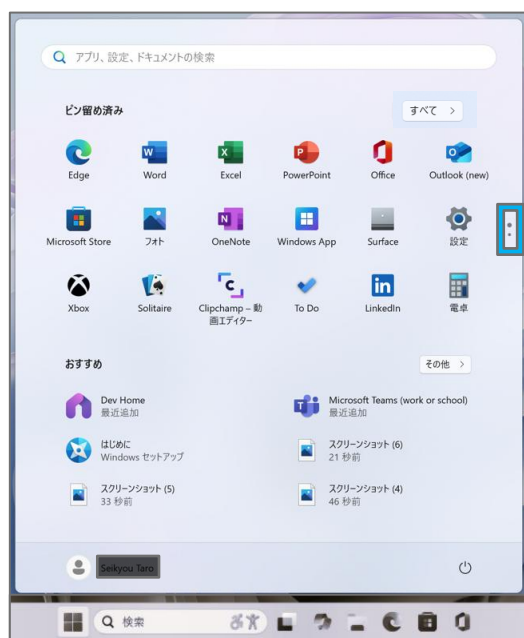 アプリ、設定、ドキュメントの検索
ピン留め済み
すべて >
Edge
Word
Excel
PowerPoint
Office
Outlook (new)
Microsoft Store
フォト
OneNote
Windows App
Surface
設定
Xbox
Solitaire
Clipchamp – 動
画エディター
To Do
LinkedIn
電卓
おすすめ
その他 >
Dev Home
最近追加
Microsoft Teams (work or school)
最近追加
はじめに
Windows セットアップ
スクリーンショット (6)
21 秒前
スクリーンショット (5)
33 秒前
スクリーンショット (4)
46 秒前
Seikyou Taro
検索